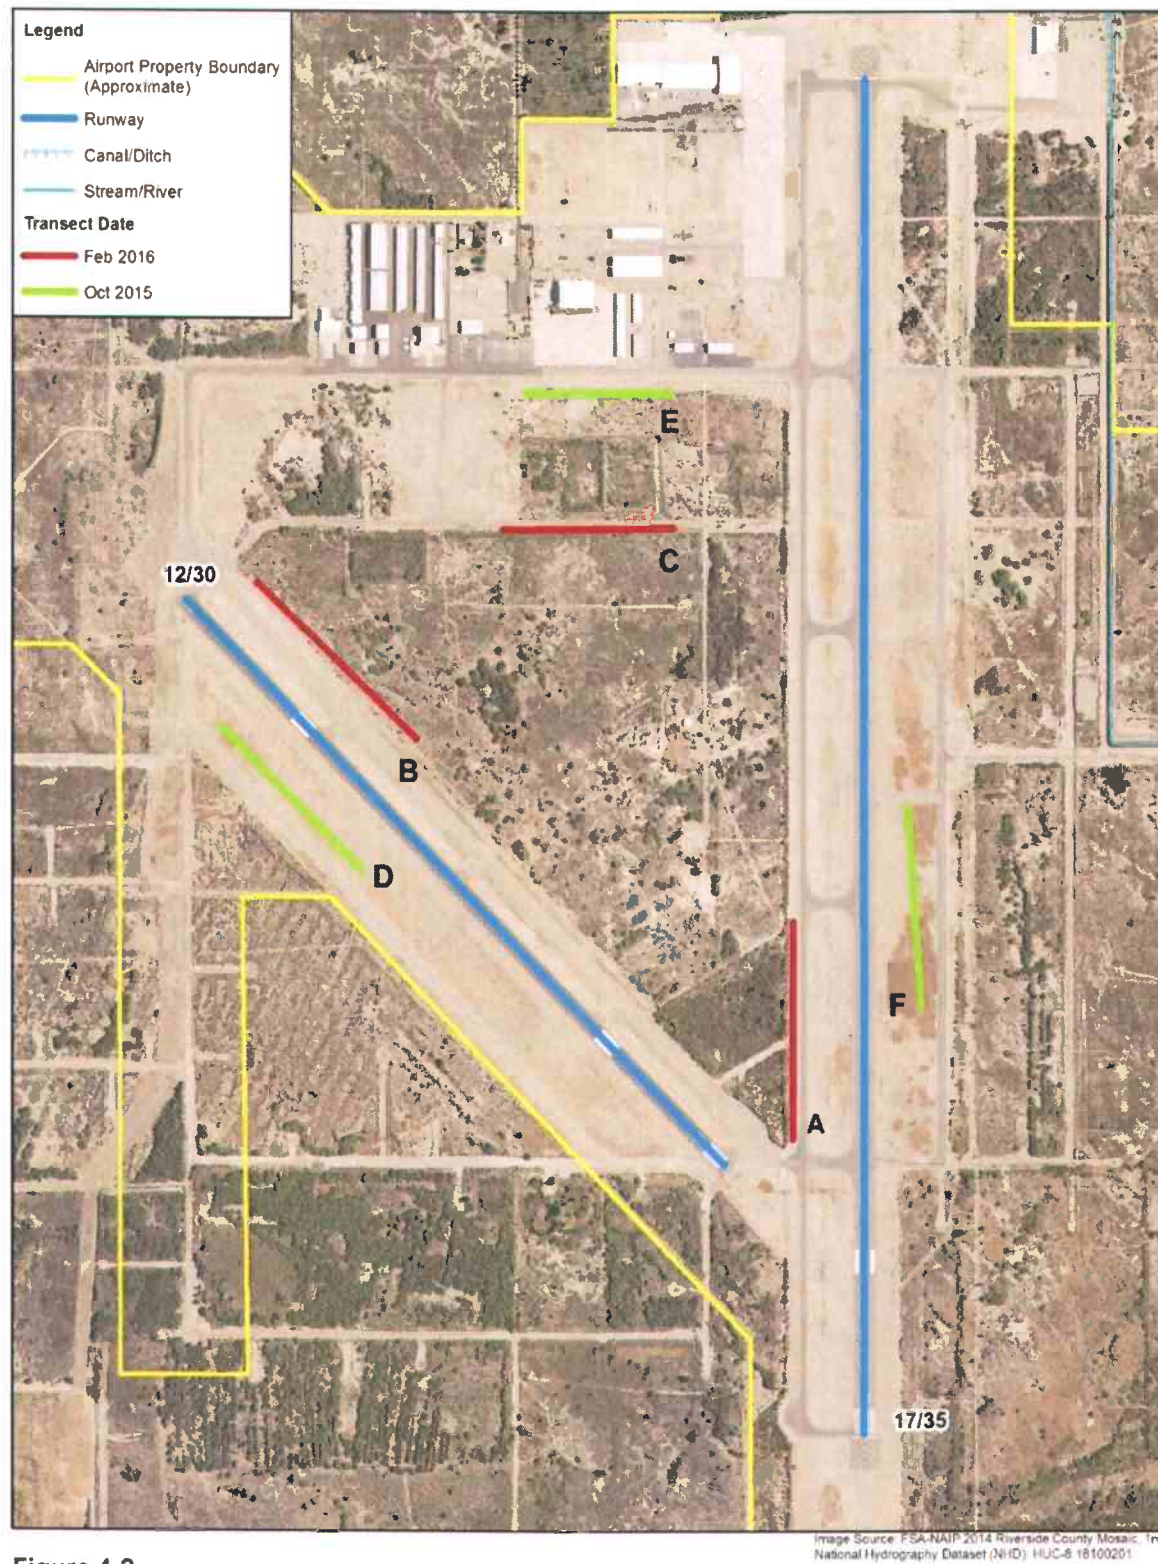 Legend
Airport Property Boundary
(Approximate)
Runway
Canal/Ditch
Stream/River
Transect Date
Feb 2016
Oct 2015
E
C
12/30
B
D
F
A
17/35
Image Source: FSA-NAIP 2014 Riverside County Mosaic,
National Hydrography Dataset (NHD): HUC-8 18100201